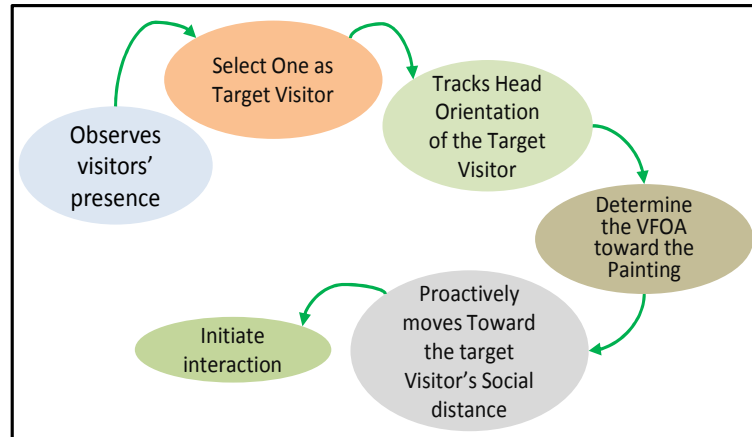 Observes
visitors’
presence
Select One as
Target Visitor
Tracks Head
Orientation
of the Target
Visitor
Determine
the VFOA
toward the
Painting
Proactively
moves Toward
the target
Visitor’s Social
distance
Initiate
interaction